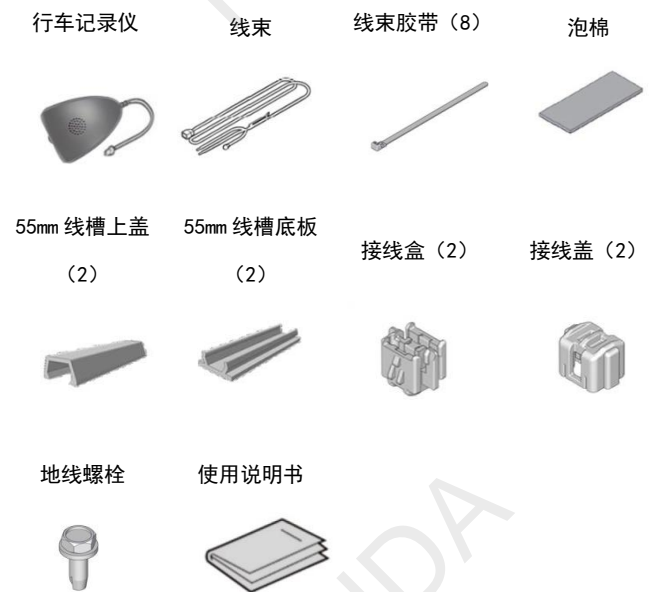 行车记录仪
线束
线束胶带（8）
泡棉
55mm 线槽上盖
（2）
55mm 线槽底板
（2）
接线盒（2）
接线盖（2）
地线螺栓
使用说明书